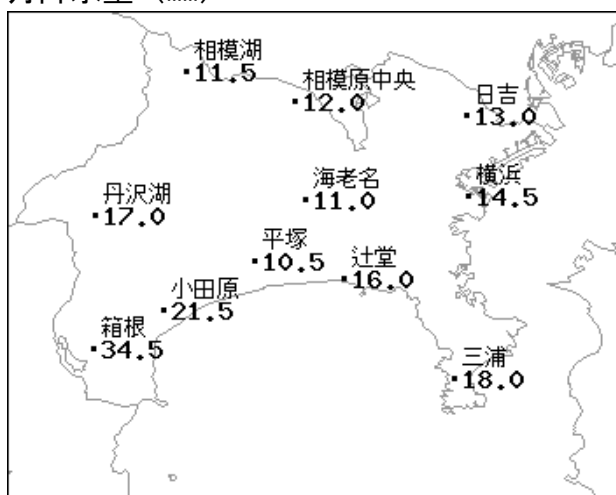 相模湖
11.5
相模原中央
12.0
日吉
13.0
丹沢湖
17.0
海老名
11.0
横浜
14.5
平塚
10.5
辻堂
16.0
小田原
21.5
箱根
34.5
三浦
18.0